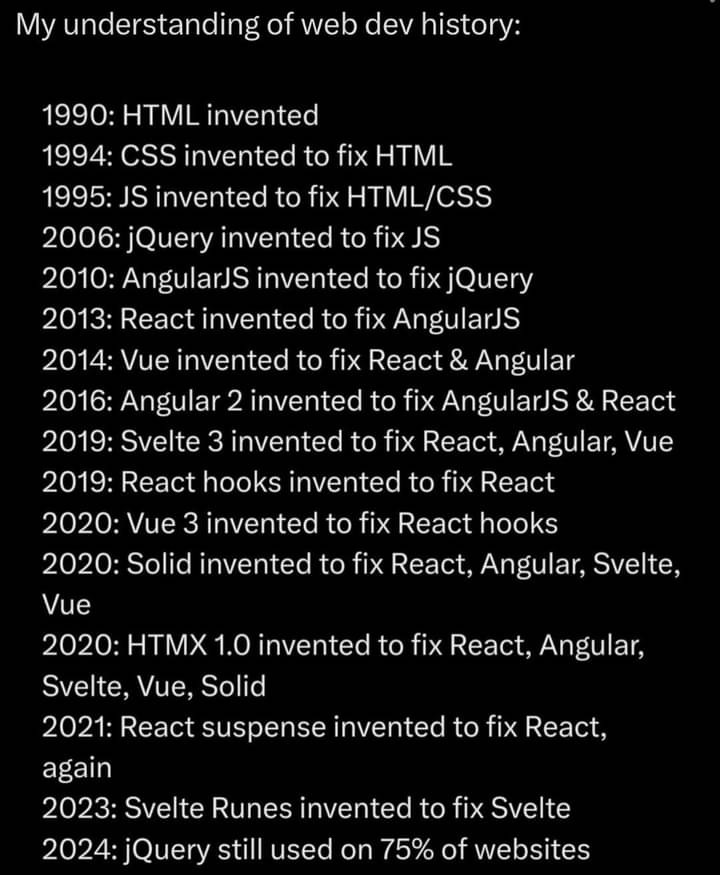 My understanding of web dev history:
1990: HTML invented
1994: CSS invented to fix HTML
1995: JS invented to fix HTML/CSS
2006: jQuery invented to fix JS
2010: AngularJS invented to fix jQuery
2013: React invented to fix AngularJS
2014: Vue invented to fix React & Angular
2016: Angular 2 invented to fix AngularJS & React
2019: Svelte 3 invented to fix React, Angular, Vue
2019: React hooks invented to fix React
2020: Vue 3 invented to fix React hooks
2020: Solid invented to fix React, Angular, Svelte,
Vue
2020: HTMX 1.0 invented to fix React, Angular,
Svelte, Vue, Solid
2021: React suspense invented to fix React,
again
2023: Svelte Runes invented to fix Svelte
2024: jQuery still used on 75% of websites